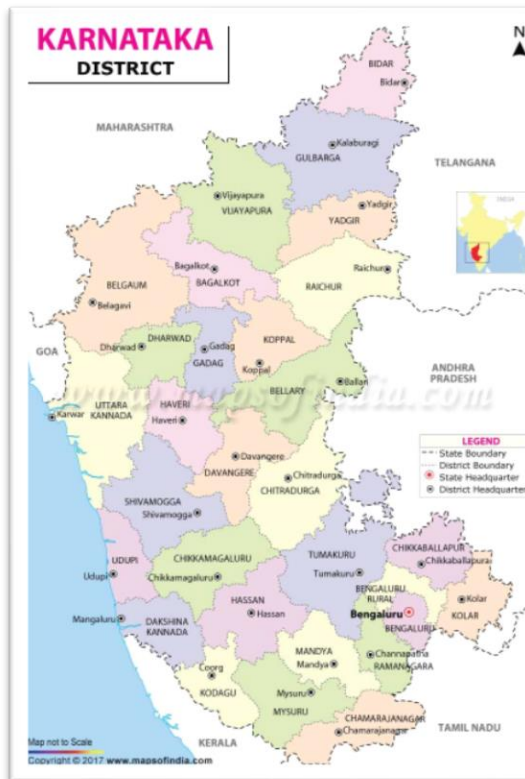 KARNATAKA
DISTRICT
N
BIDAR
Bidar
MAHARASHTRA
Kalaburagi
GULBARGA
TELANGANA
INDIA
Vijayapura
VIJAYAPURA
Yadgir
YADGIR
Bagalkot
BAGALKOT
Raichur
RAICHUR
BELGAUM
Belagavi
DHARWAD
Dharwad
Gadag
GADAG
KOPPAL
Koppal
GOA
ANDHRA
PRADESH
Ballari
BELLARY
www.mapsofindia.com
UTTARA
KANNADA
Karwar
HAVERI
Haveri
LEGEND
State Boundary
District Boundary
State Headquarter
District Headquarter
Davangere
DAVANGERE
Chitradurga
CHITRADURGA
SHIVAMOGGA
Shivamogga
UDUPI
Udupi
CHIKKAMAGALURU
Chikkamagaluru
TUMAKURU
Tumakuru
CHIKKABALLAPUR
Chikkaballapura
BENGALURU
RURAL
Bengaluru
BENGALURU
Kolar
KOLAR
HASSAN
Hassan
Mangaluru
DAKSHINA
KANNADA
MANDYA
Mandya
Channapatna
RAMANAGARA
Coorg
KODAGU
Mysuru
MYSURU
CHAMARAJANAGAR
Chamarajanagar
TAMIL NADU
KERALA
Map not to Scale
Copyright © 2017 www.mapsofindia.com